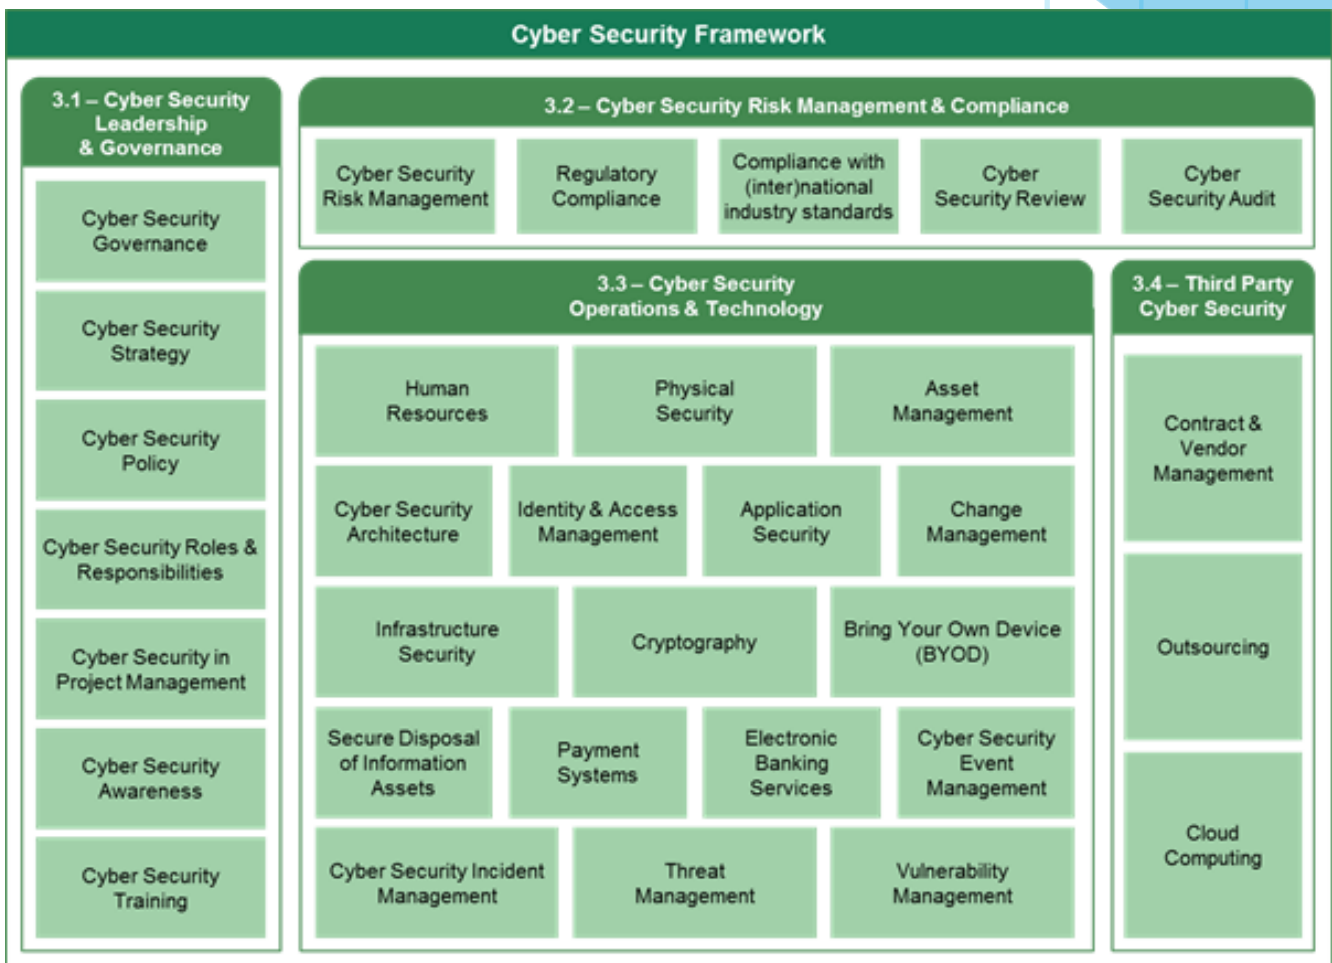 Cyber Security Framework
3.1 – Cyber Security
Leadership
& Governance
Cyber Security
Governance
Cyber Security
Strategy
Cyber Security
Policy
Cyber Security Roles &
Responsibilities
Cyber Security in
Project Management
Cyber Security
Awareness
Cyber Security
Training
3.2 – Cyber Security Risk Management & Compliance
Cyber Security
Risk Management
Regulatory
Compliance
Compliance with
(inter)national
industry standards
Cyber
Security Review
Cyber
Security Audit
3.3 – Cyber Security
Operations & Technology
Human
Resources
Physical
Security
Asset
Management
Cyber Security
Architecture
Identity & Access
Management
Application
Security
Change
Management
Infrastructure
Security
Cryptography
Bring Your Own Device
(BYOD)
Secure Disposal
of Information
Assets
Payment
Systems
Electronic
Banking
Services
Cyber Security
Event
Management
Cyber Security Incident
Management
Threat
Management
Vulnerability
Management
3.4 – Third Party
Cyber Security
Contract &
Vendor
Management
Outsourcing
Cloud
Computing